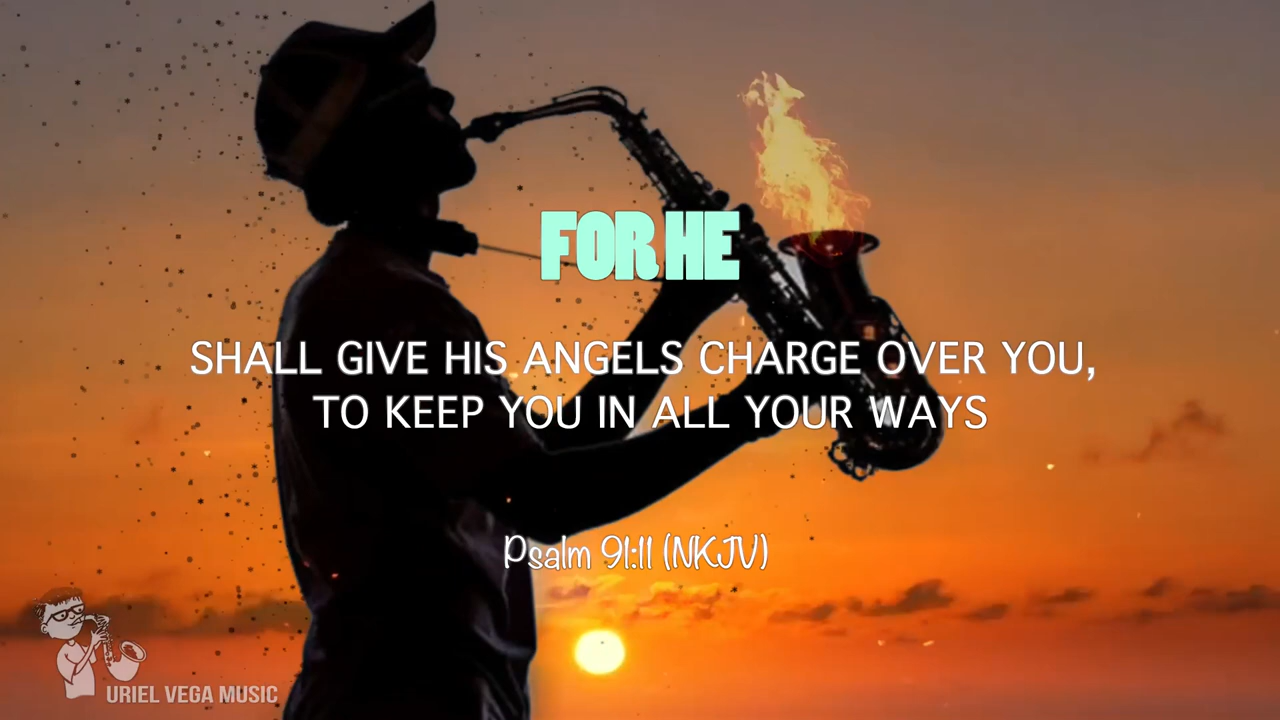 FOR HE
SHALL GIVE HIS ANGELS CHARGE OVER YOU,
TO KEEP YOU IN ALL YOUR WAYS
Psalm 91:11 (NKJV)
URIEL VEGA MUSIC